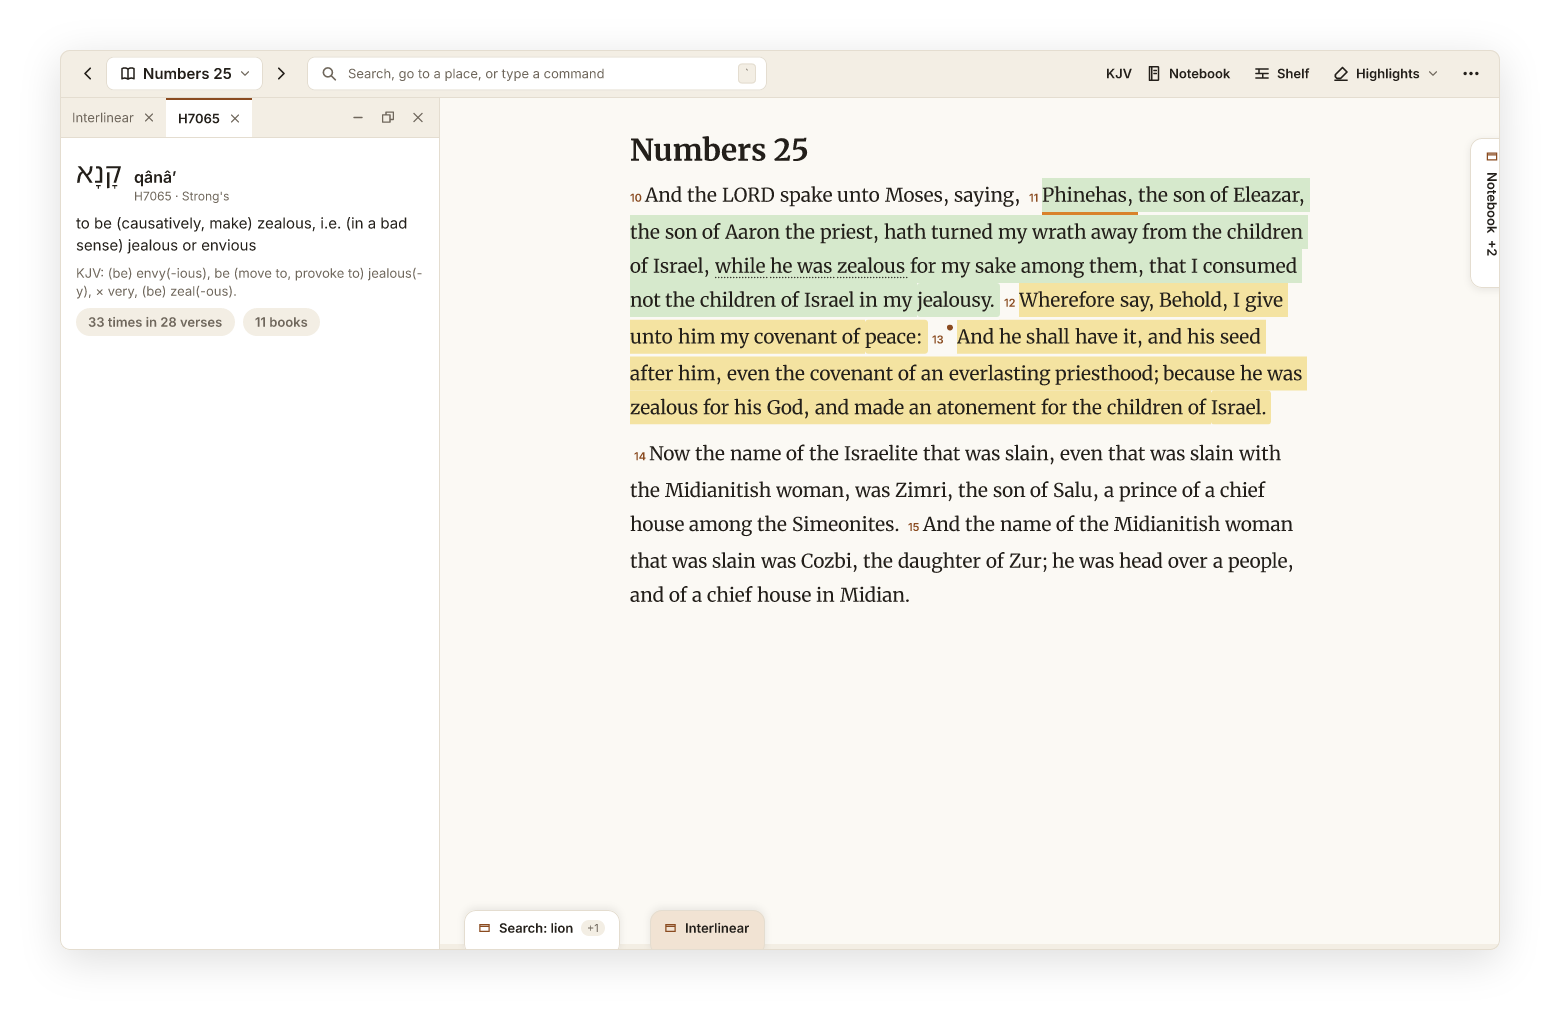 Numbers 25
Search, go to a place, or type a command
`
KJV
Notebook
Shelf
Highlights
Interlinear
H7065
קָנָא
qânâʼ
H7065 · Strong's
to be (causatively, make) zealous, i.e. (in a bad
sense) jealous or envious
KJV: (be) envy(-ious), be (move to, provoke to) jealous(-
y), × very, (be) zeal(-ous).
33 times in 28 verses
11 books
Numbers 25
10 And the LORD spake unto Moses, saying, 11 Phinehas, the son of Eleazar,
the son of Aaron the priest, hath turned my wrath away from the children
of Israel, while he was zealous for my sake among them, that I consumed
not the children of Israel in my jealousy. 12 Wherefore say, Behold, I give
unto him my covenant of peace: 13 And he shall have it, and his seed
after him, even the covenant of an everlasting priesthood; because he was
zealous for his God, and made an atonement for the children of Israel.
14 Now the name of the Israelite that was slain, even that was slain with
the Midianitish woman, was Zimri, the son of Salu, a prince of a chief
house among the Simeonites. 15 And the name of the Midianitish woman
that was slain was Cozbi, the daughter of Zur; he was head over a people,
and of a chief house in Midian.
Notebook +2
Search: lion +1
Interlinear